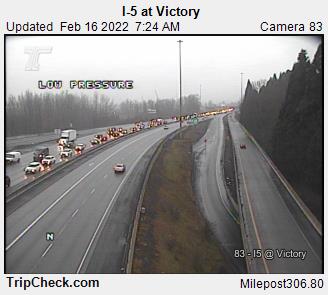 I-5 at Victory
Updated Feb 16 2022 7:24 AM
Camera 83
LOW PRESSURE
N
83 - I5 @ Victory
TripCheck.com
Milepost306.80